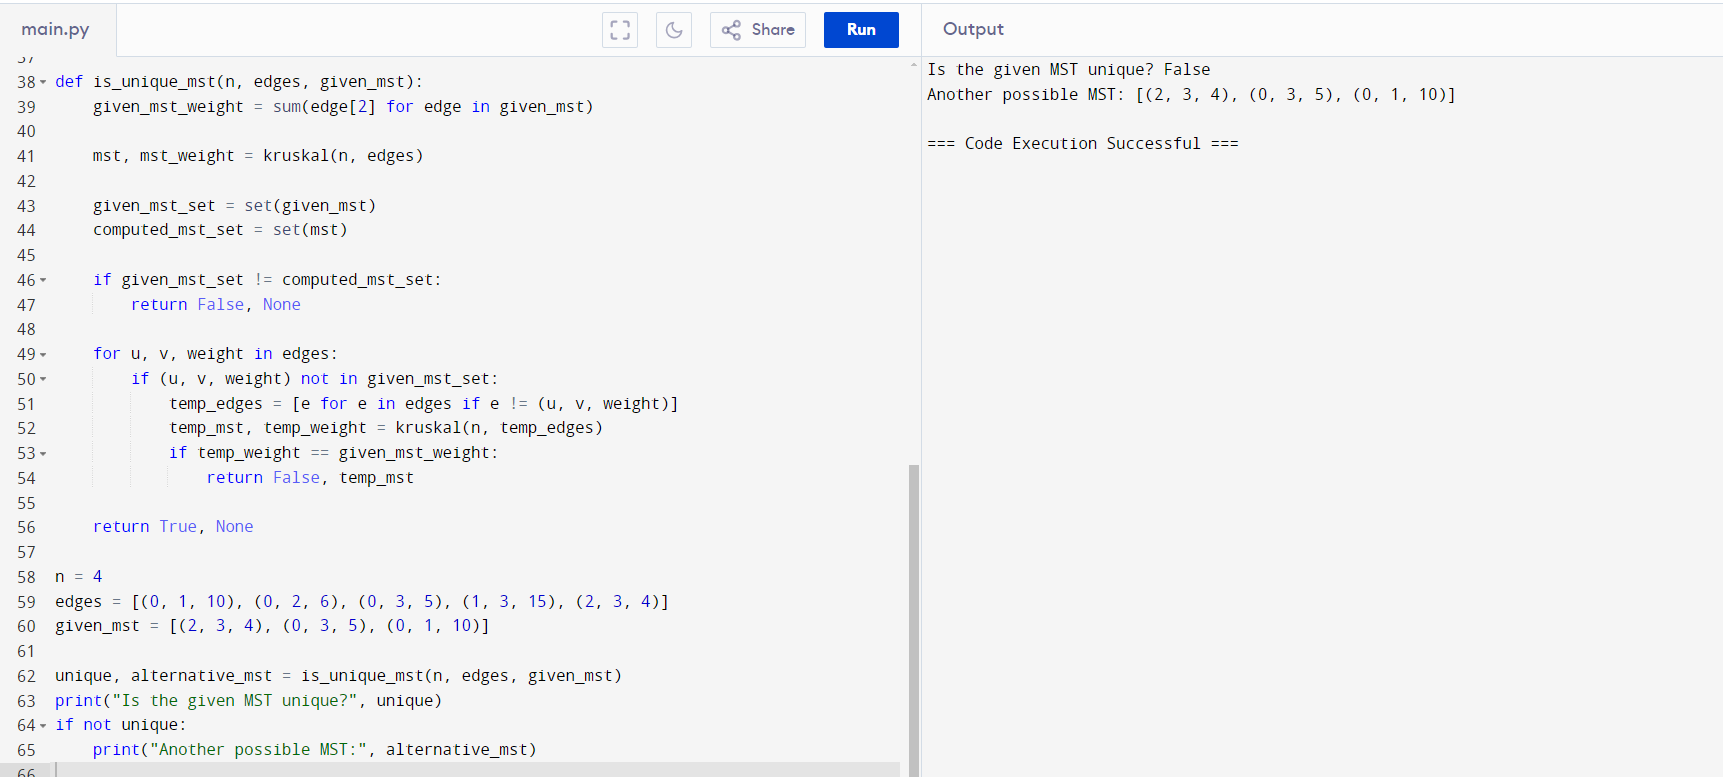 main.py
Share
Run
Output
37
38 def is_unique_mst(n, edges, given_mst):
39     given_mst_weight = sum(edge[2] for edge in given_mst)
40
41     mst, mst_weight = kruskal(n, edges)
42
43     given_mst_set = set(given_mst)
44     computed_mst_set = set(mst)
45
46     if given_mst_set != computed_mst_set:
47         return False, None
48
49     for u, v, weight in edges:
50         if (u, v, weight) not in given_mst_set:
51             temp_edges = [e for e in edges if e != (u, v, weight)]
52             temp_mst, temp_weight = kruskal(n, temp_edges)
53             if temp_weight == given_mst_weight:
54                 return False, temp_mst
55
56     return True, None
57
58 n = 4
59 edges = [(0, 1, 10), (0, 2, 6), (0, 3, 5), (1, 3, 15), (2, 3, 4)]
60 given_mst = [(2, 3, 4), (0, 3, 5), (0, 1, 10)]
61
62 unique, alternative_mst = is_unique_mst(n, edges, given_mst)
63 print("Is the given MST unique?", unique)
64 if not unique:
65     print("Another possible MST:", alternative_mst)
66
Is the given MST unique? False
Another possible MST: [(2, 3, 4), (0, 3, 5), (0, 1, 10)]
=== Code Execution Successful ===